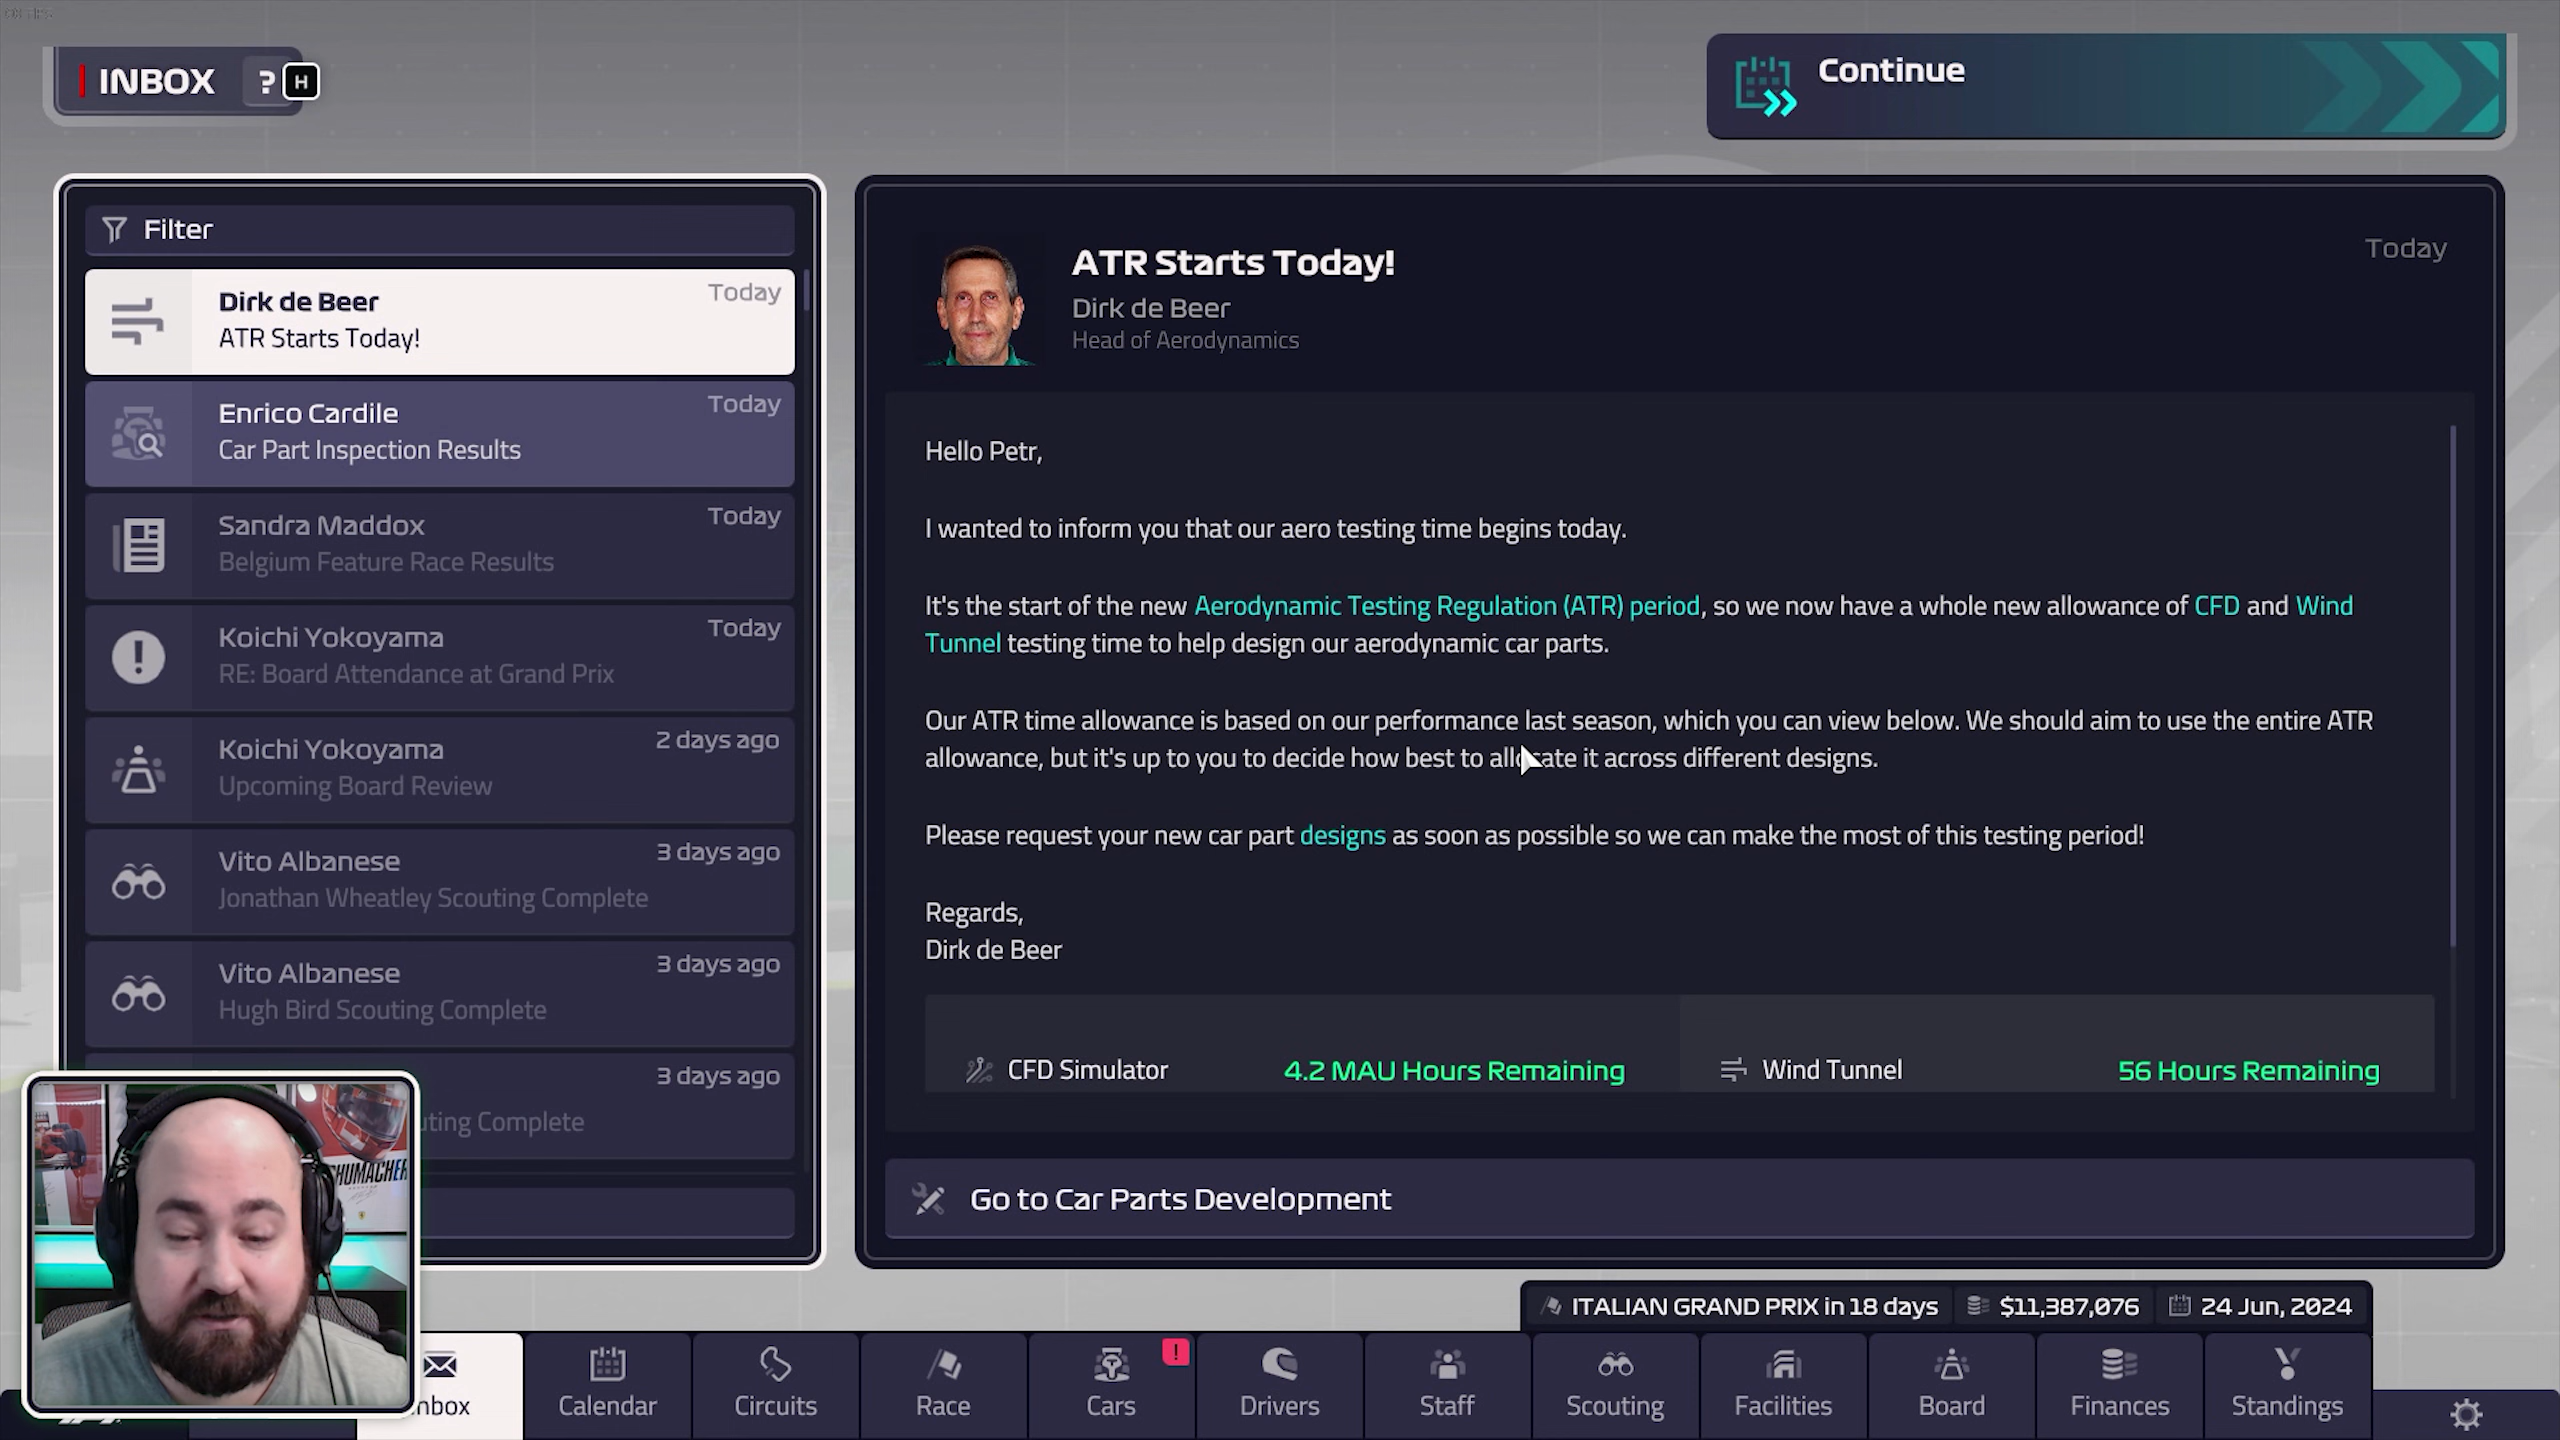 INBOX ? H
Continue
Filter
Dirk de Beer
Today
ATR Starts Today!
Enrico Cardile
Today
Car Part Inspection Results
Sandra Maddox
Today
Belgium Feature Race Results
Koichi Yokoyama
Today
RE: Board Attendance at Grand Prix
Koichi Yokoyama
2 days ago
Upcoming Board Review
Vito Albanese
3 days ago
Jonathan Wheatley Scouting Complete
Vito Albanese
3 days ago
Hugh Bird Scouting Complete
3 days ago
Complete
ATR Starts Today!
Today
Dirk de Beer
Head of Aerodynamics
Hello Petr,
I wanted to inform you that our aero testing time begins today.
It's the start of the new Aerodynamic Testing Regulation (ATR) period, so we now have a whole new allowance of CFD and Wind
Tunnel testing time to help design our aerodynamic car parts.
Our ATR time allowance is based on our performance last season, which you can view below. We should aim to use the entire ATR
allowance, but it's up to you to decide how best to allocate it across different designs.
Please request your new car part designs as soon as possible so we can make the most of this testing period!
Regards,
Dirk de Beer
CFD Simulator 4.2 MAU Hours Remaining Wind Tunnel 56 Hours Remaining
Go to Car Parts Development
ITALIAN GRAND PRIX in 18 days $11,387,076 24 Jun, 2024
Inbox Calendar Circuits Race Cars ! Drivers Staff Scouting Facilities Board Finances Standings